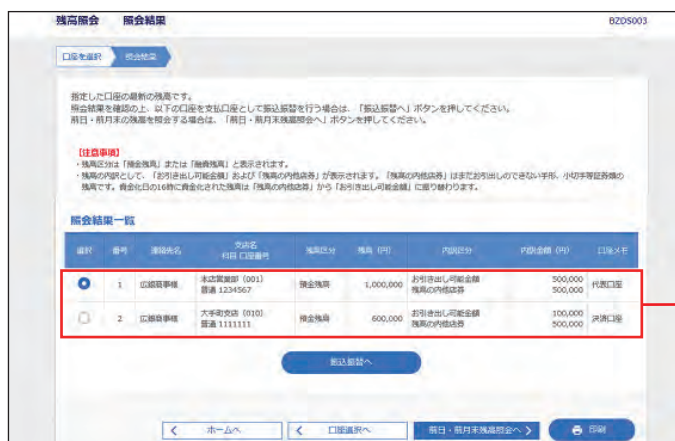 残高照会　照会結果
BZDS003
口座を選択
照会結果
指定した口座の最新の残高です。
照会結果を確認の上、以下の口座を支払口座として振込振替を行う場合は、「振込振替へ」ボタンを押してください。
前日・前月末の残高を照会する場合は、「前日・前月末残高照会へ」ボタンを押してください。
【注意事項】
・残高区分は「預金残高」または「融資残高」と表示されます。
・残高の内訳として、「お引き出し可能金額」および「残高の内他店券」が表示されます。「残高の内他店券」はまだお引出しのできない手形、小切手等証券類の
残高です。資金化日の16時に資金化された残高は「残高の内他店券」から「お引き出し可能金額」に振り替わります。
照会結果一覧
選択 番号 連絡先名 支店名 残高区分 残高（円） 内訳区分 内訳金額（円） 口座メモ
科目 口座番号
1 広銀商事様 本店営業部（001） 預金残高 1,000,000 お引き出し可能金額 500,000 代表口座
普通 1234567 残高の内他店券 500,000
2 広銀商事様 大手町支店（010） 預金残高 600,000 お引き出し可能金額 100,000 決済口座
普通 1111111 残高の内他店券 500,000
振込振替へ
ホームへ
口座選択へ
前日・前月末残高照会へ
印刷